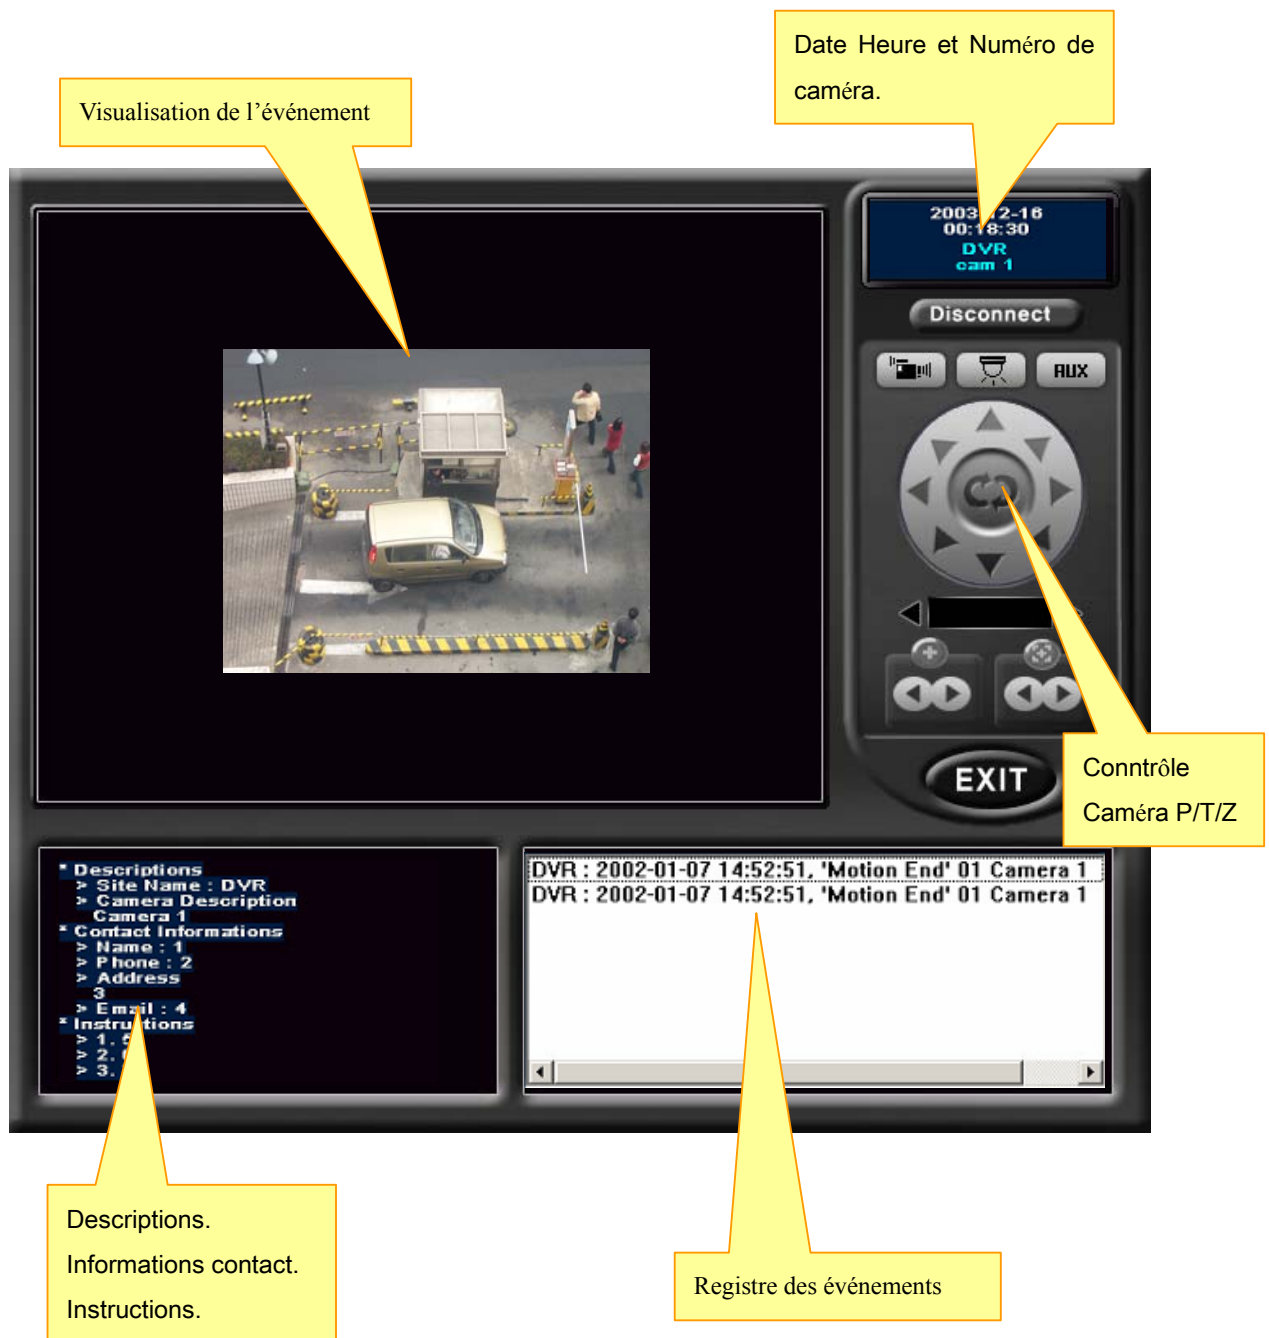 Date Heure et Numéro de
caméra.
Visualisation de l’événement
2003-12-16
00:18:30
DVR
cam 1
Disconnect
AUX
EXIT
Conntrôle
Caméra P/T/Z
* Descriptions
> Site Name : DVR
> Camera Description
Camera 1
* Contact Informations
> Name : 1
> Phone : 2
> Address
3
> Email : 4
* Instructions
> 1.
> 2.
> 3.
DVR : 2002-01-07 14:52:51, 'Motion End' 01 Camera 1
DVR : 2002-01-07 14:52:51, 'Motion End' 01 Camera 1
Descriptions.
Informations contact.
Instructions.
Registre des événements